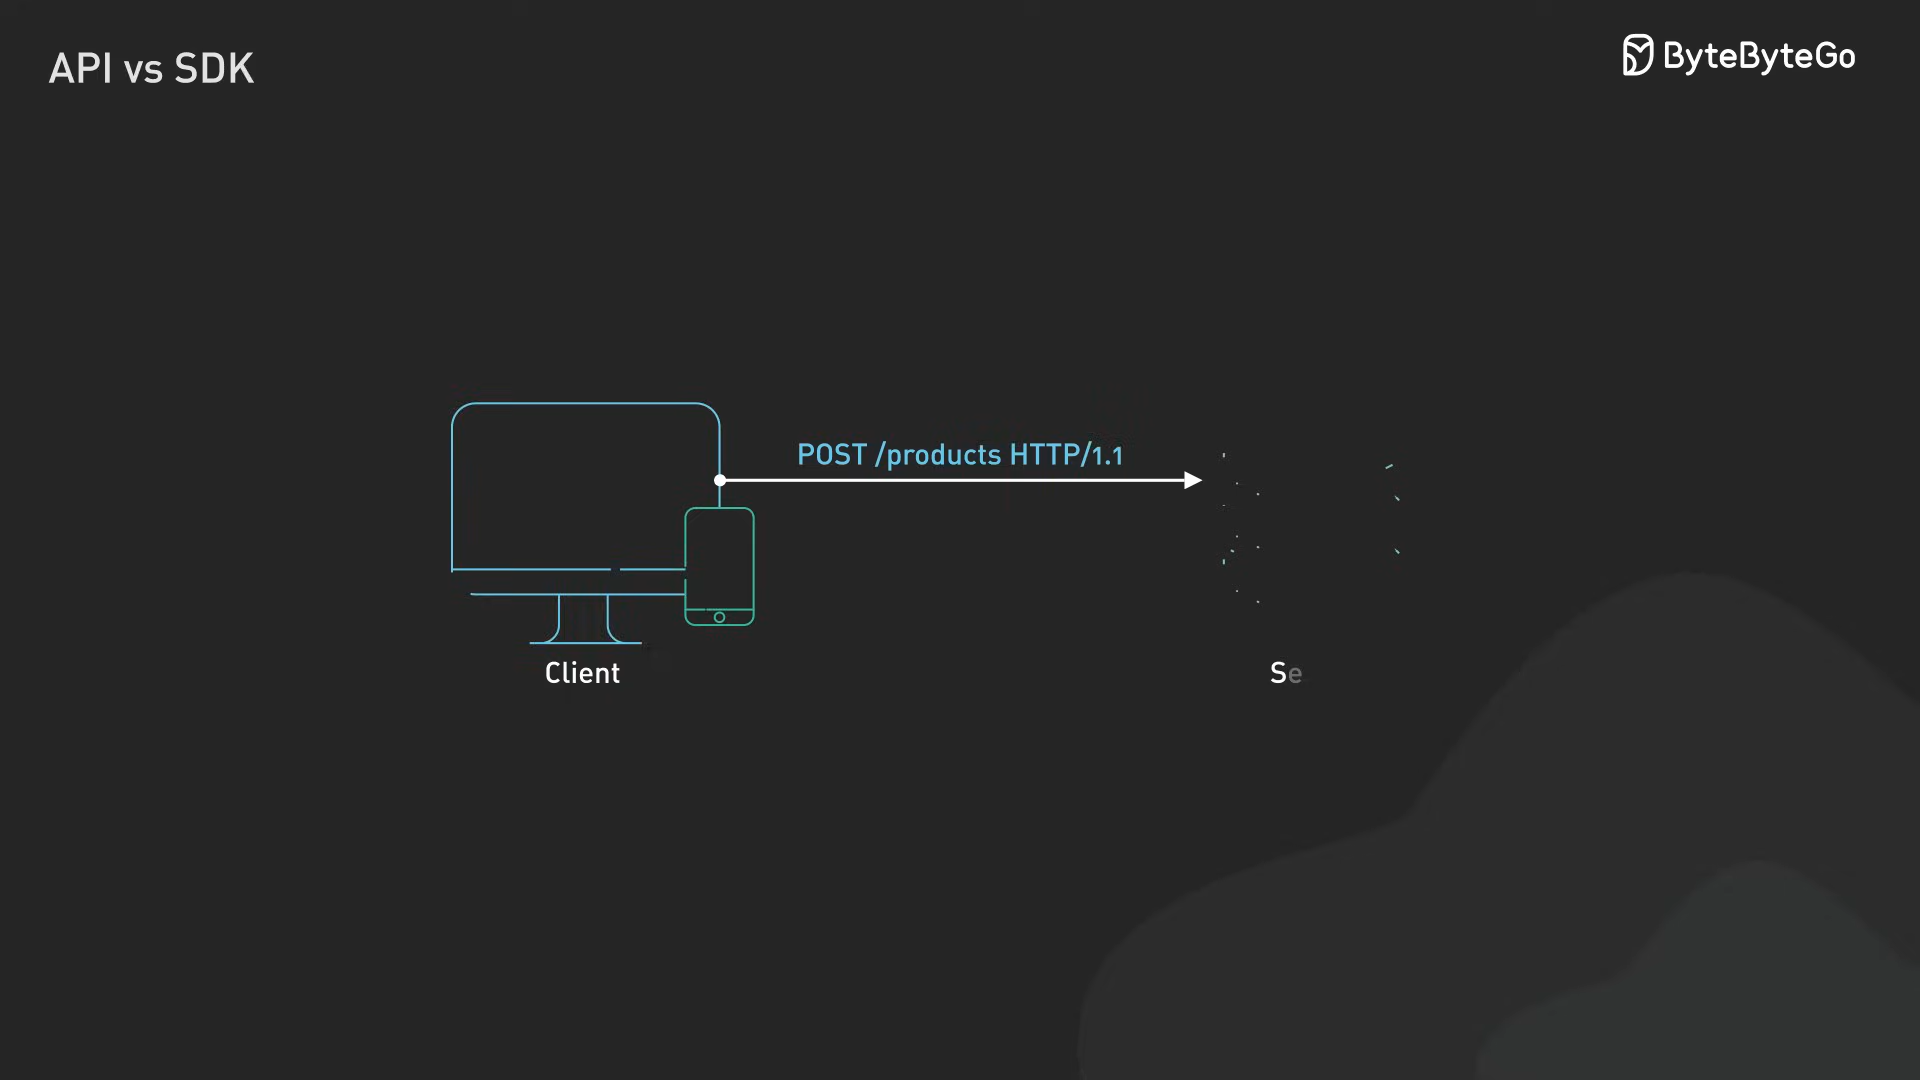 API vs SDK
ByteByteGo
POST /products HTTP/1.1
Client
Se